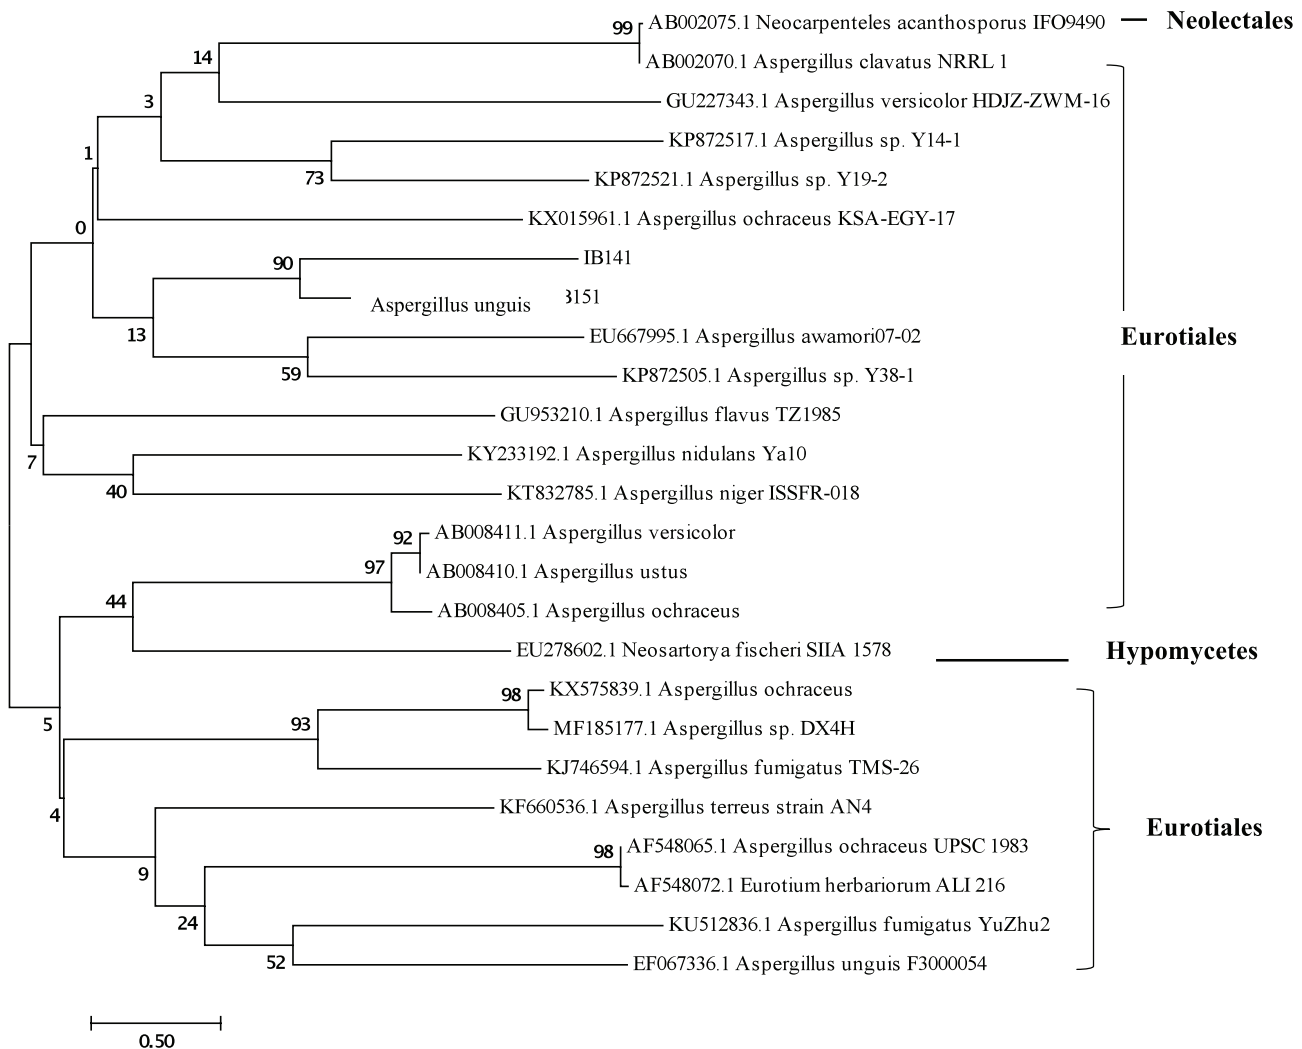 99 AB002075.1 Neocarpenteles acanthosporus IFO9490 Neolectales
14 AB002070.1 Aspergillus clavatus NRRL 1
3 GU227343.1 Aspergillus versicolor HDJZ-ZWM-16
1 KP872517.1 Aspergillus sp. Y14-1
73 KP872521.1 Aspergillus sp. Y19-2
0 KX015961.1 Aspergillus ochraceus KSA-EGY-17
90 IB141
Aspergillus unguis 151
13 EU667995.1 Aspergillus awamori07-02 Eurotiales
59 KP872505.1 Aspergillus sp. Y38-1
GU953210.1 Aspergillus flavus TZ1985
7 KY233192.1 Aspergillus nidulans Ya10
40 KT832785.1 Aspergillus niger ISSFR-018
92 AB008411.1 Aspergillus versicolor
97 AB008410.1 Aspergillus ustus
44 AB008405.1 Aspergillus ochraceus
EU278602.1 Neosartorya fischeri SIIA 1578 Hypomycetes
98 KX575839.1 Aspergillus ochraceus
5 93 MF185177.1 Aspergillus sp. DX4H
KJ746594.1 Aspergillus fumigatus TMS-26
4 KF660536.1 Aspergillus terreus strain AN4 Eurotiales
98 AF548065.1 Aspergillus ochraceus UPSC 1983
9 AF548072.1 Eurotium herbariorum ALI 216
24 KU512836.1 Aspergillus fumigatus YuZhu2
52 EF067336.1 Aspergillus unguis F3000054
0.50